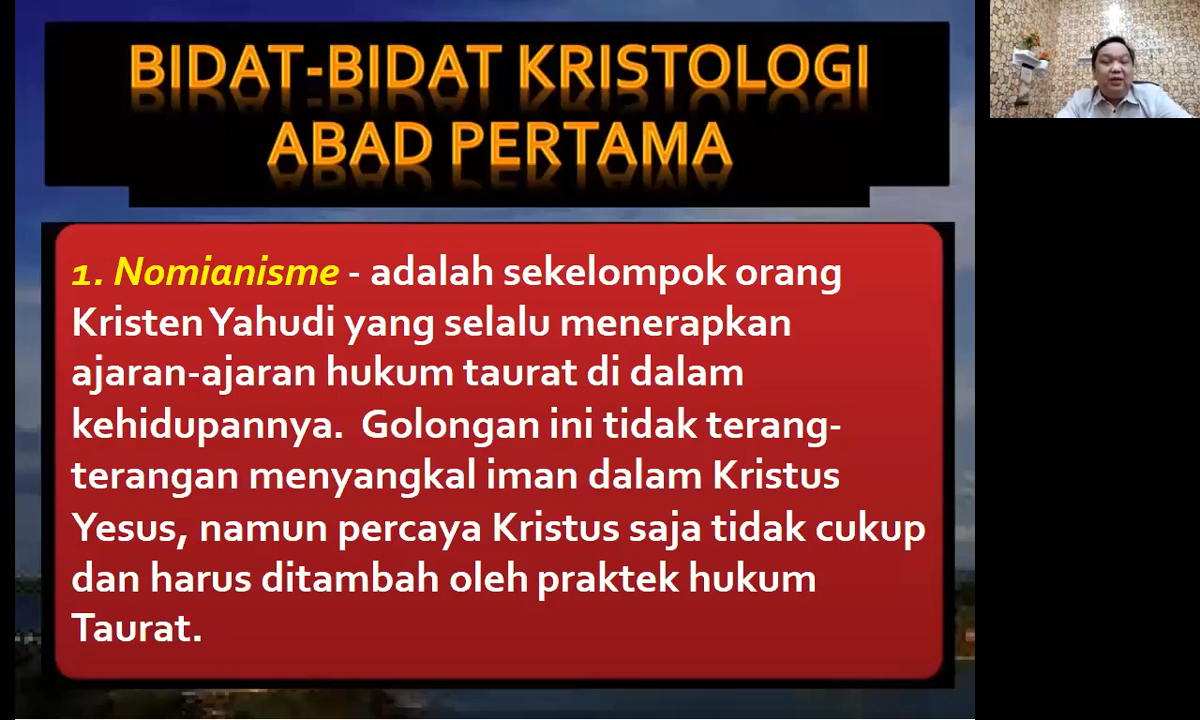 BIDAT-BIDAT KRISTOLOGI
ABAD PERTAMA
1. Nomianisme - adalah sekelompok orang
Kristen Yahudi yang selalu menerapkan
ajaran-ajaran hukum taurat di dalam
kehidupannya.  Golongan ini tidak terang-
terangan menyangkal iman dalam Kristus
Yesus, namun percaya Kristus saja tidak cukup
dan harus ditambah oleh praktek hukum
Taurat.